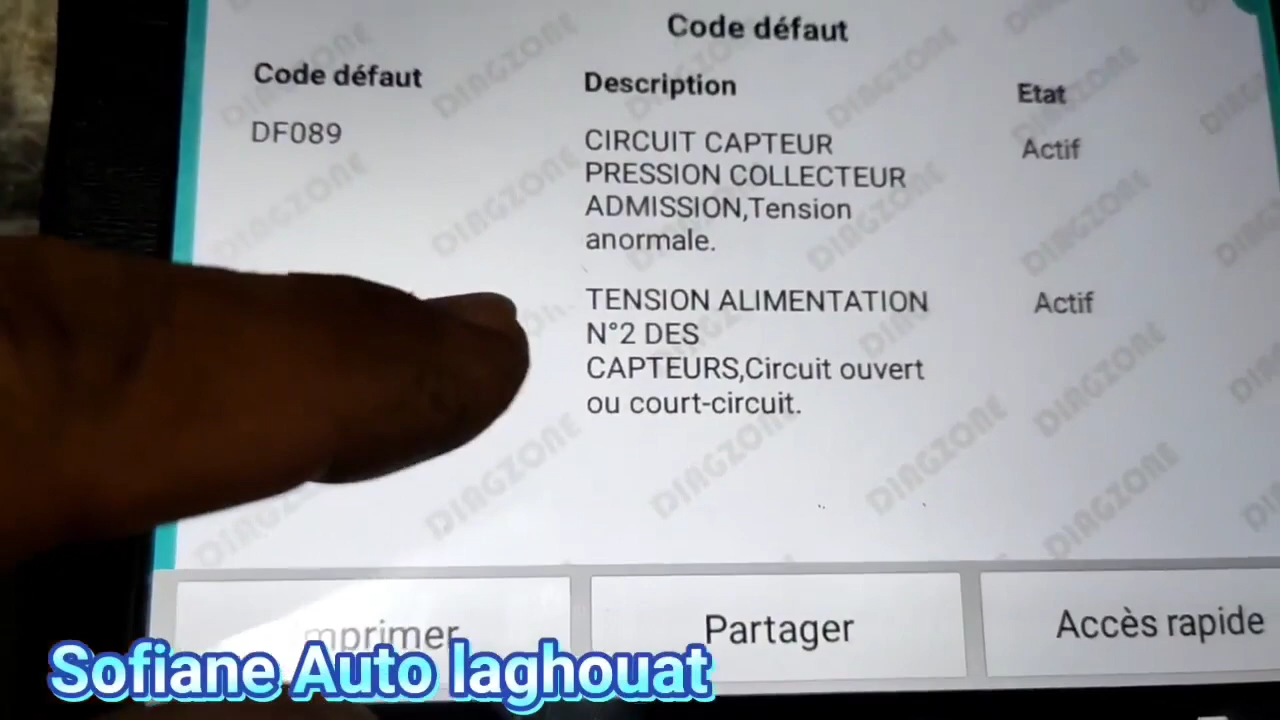 Code défaut
Code défaut Description Etat
DF089 CIRCUIT CAPTEUR Actif
PRESSION COLLECTEUR
ADMISSION,Tension
anormale.
TENSION ALIMENTATION Actif
N°2 DES
CAPTEURS,Circuit ouvert
ou court-circuit.
Partager Accès rapide
Sofiane Auto laghouat
DIAGZONE